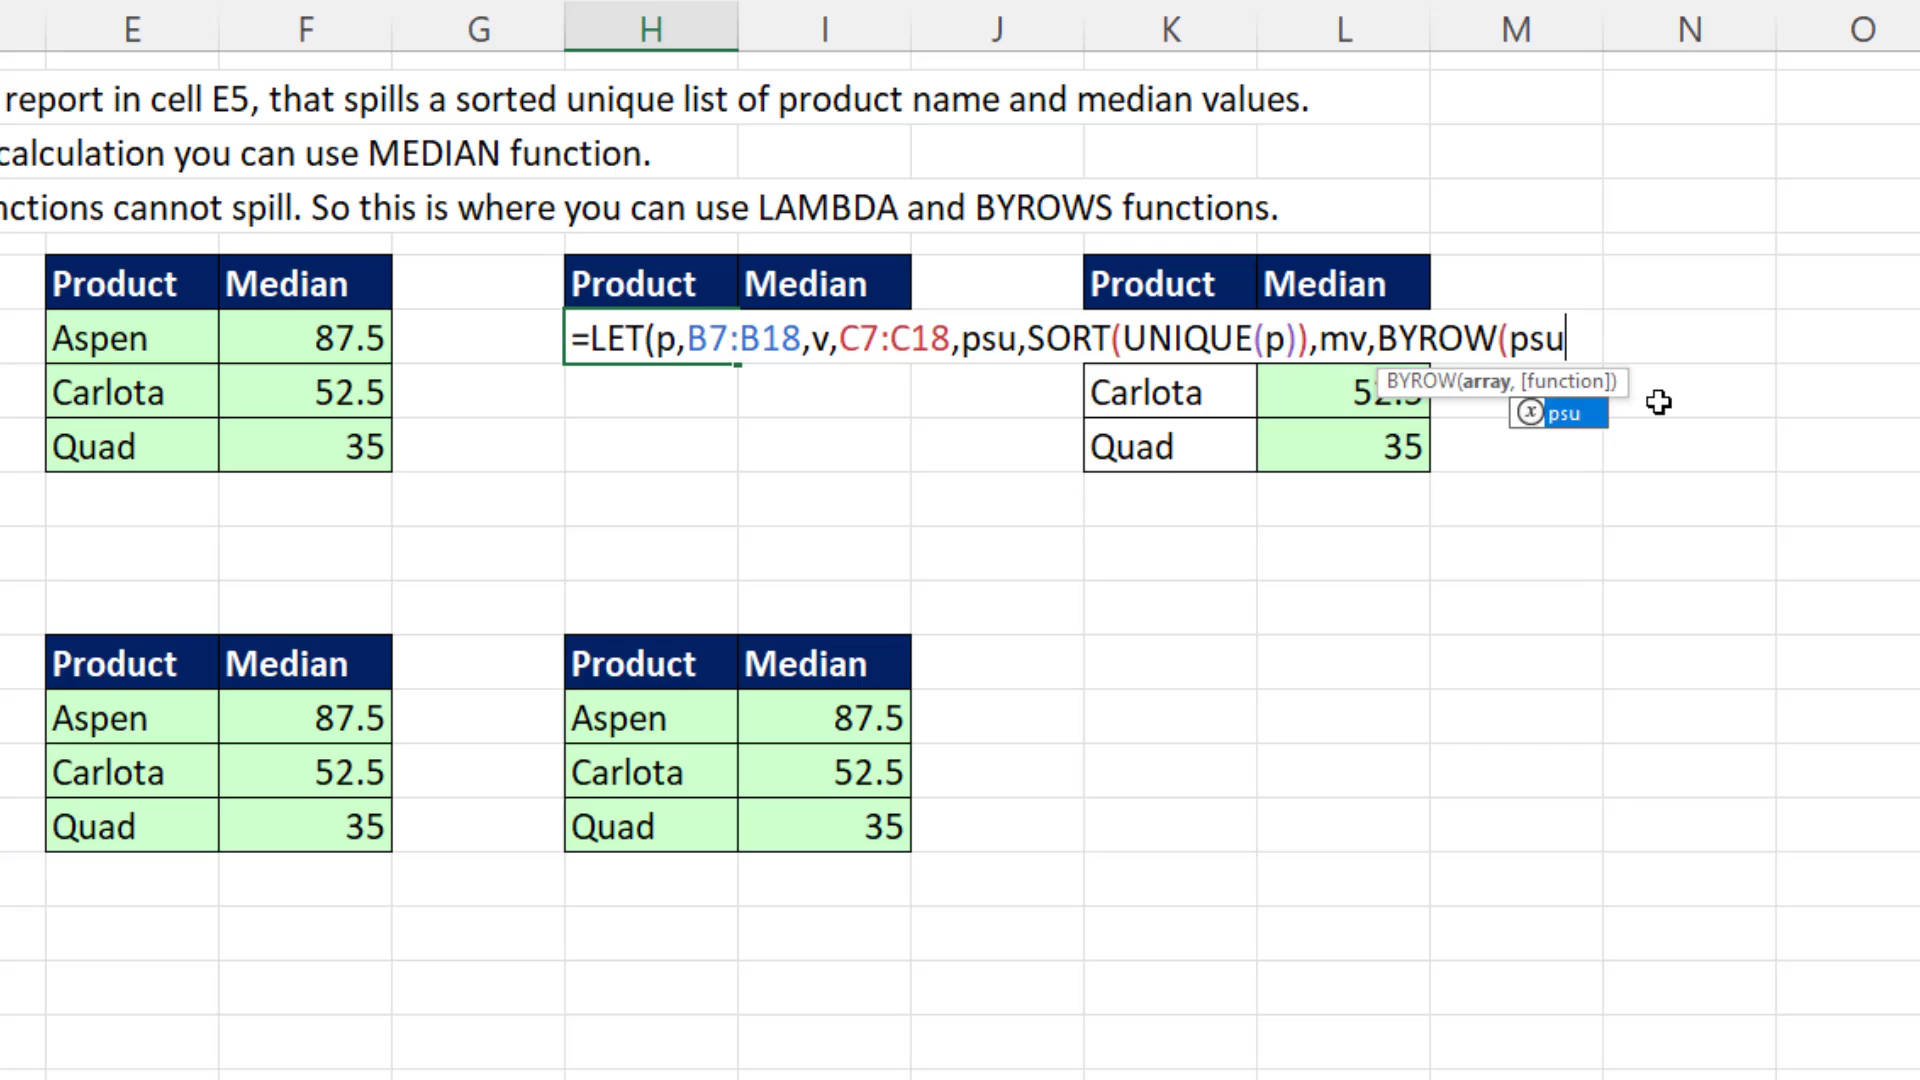 E F G H I J K L M N O
report in cell E5, that spills a sorted unique list of product name and median values.
calculation you can use MEDIAN function.
nctions cannot spill. So this is where you can use LAMBDA and BYROWS functions.
Product Median Product Median Product Median
Aspen 87.5 =LET(p,B7:B18,v,C7:C18,psu,SORT(UNIQUE(p)),mv,BYROW(psu
BYROW(array, [function])
Carlota 52.5 Carlota 52.5
psu
Quad 35 Quad 35
Product Median Product Median
Aspen 87.5 Aspen 87.5
Carlota 52.5 Carlota 52.5
Quad 35 Quad 35